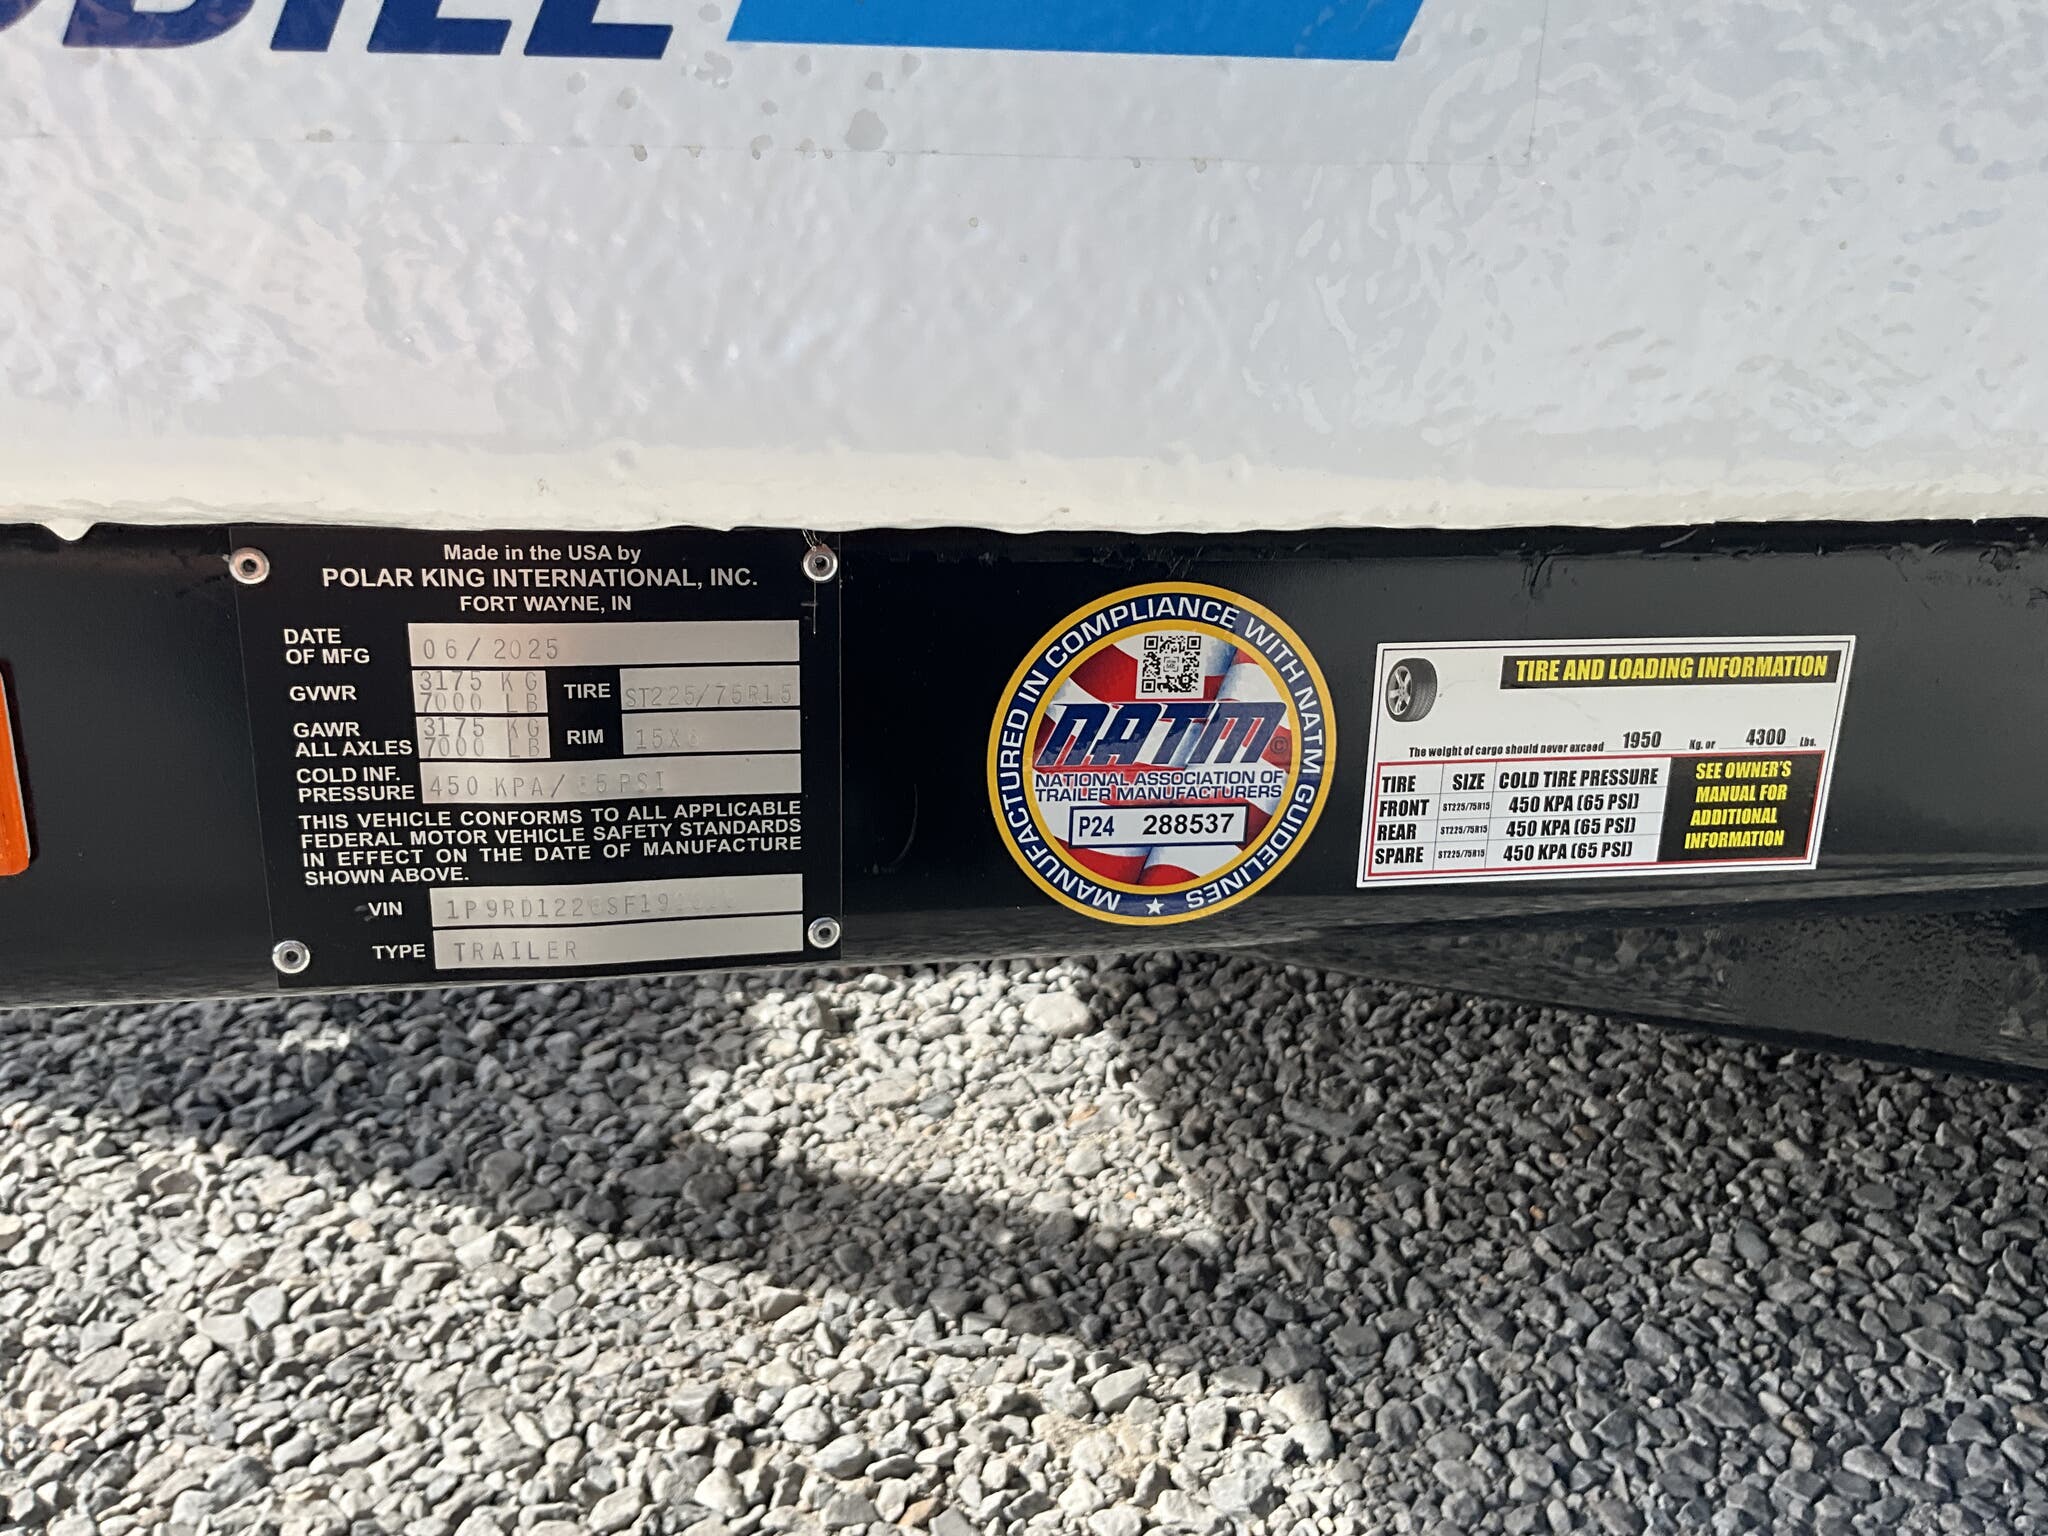 Made in the USA by
POLAR KING INTERNATIONAL, INC.
FORT WAYNE, IN
DATE OF MFG 06/2025
GVWR 3175 KG 7000 LB TIRE ST225/75R15
GAWR ALL AXLES 3175 KG 7000 LB RIM
COLD INF. PRESSURE 450 KPA/ PSI
THIS VEHICLE CONFORMS TO ALL APPLICABLE
FEDERAL MOTOR VEHICLE SAFETY STANDARDS
IN EFFECT ON THE DATE OF MANUFACTURE
SHOWN ABOVE.
VIN
TYPE TRAILER
MANUFACTURED IN COMPLIANCE WITH NATM GUIDELINES
NATM ©
NATIONAL ASSOCIATION OF
TRAILER MANUFACTURERS
P24 288537
TIRE AND LOADING INFORMATION
The weight of cargo should never exceed 1950 Kg. or 4300 Lbs.
TIRE SIZE COLD TIRE PRESSURE
FRONT ST225/75R15 450 KPA (65 PSI)
REAR ST225/75R15 450 KPA (65 PSI)
SPARE ST225/75R15 450 KPA (65 PSI)
SEE OWNER'S
MANUAL FOR
ADDITIONAL
INFORMATION